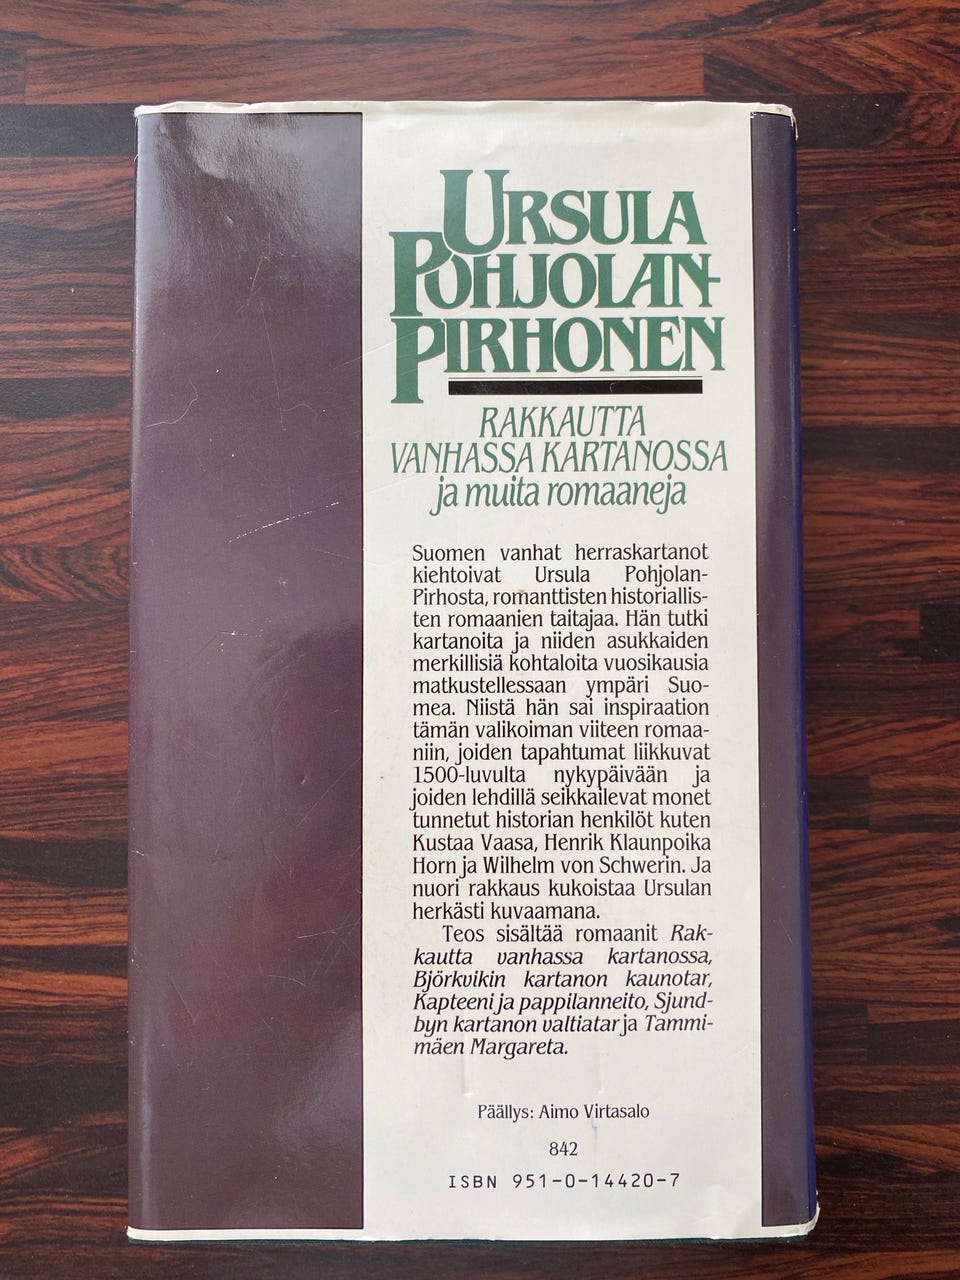 URSULA
POHJOLAN-
PIRHONEN
RAKKAUTTA
VANHASSA KARTANOSSA
ja muita romaaneja
Suomen vanhat herraskartanot
kiehtoivat Ursula Pohjolan-
Pirhosta, romanttisten historiallis-
ten romaanien taitajaa. Hän tutki
kartanoita ja niiden asukkaiden
merkillisiä kohtaloita vuosikausia
matkustellessaan ympäri Suo-
mea. Niistä hän sai inspiraation
tämän valikoiman viiteen romaa-
niin, joiden tapahtumat liikkuvat
1500-luvulta nykypäivään ja
joiden lehdillä seikkailevat monet
tunnetut historian henkilöt kuten
Kustaa Vaasa, Henrik Klaunpoika
Horn ja Wilhelm von Schwerin. Ja
nuori rakkaus kukoistaa Ursulan
herkästi kuvaamana.
Teos sisältää romaanit Rak-
kautta vanhassa kartanossa,
Björkvikin kartanon kaunotar,
Kapteeni ja pappilanneito, Sjund-
byn kartanon valtiatar ja Tammi-
mäen Margareta.
Päällys: Aimo Virtasalo
842
ISBN 951-0-14420-7